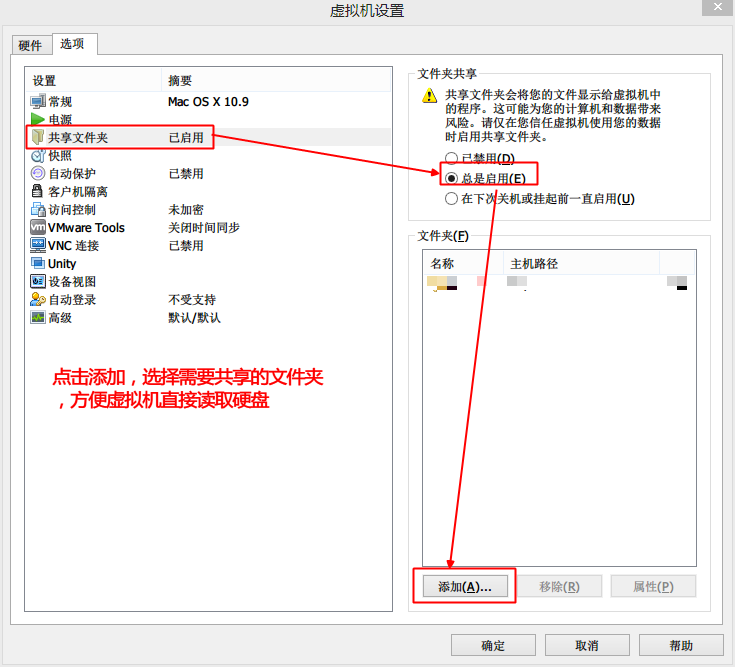 虚拟机设置
硬件
选项
设置 摘要
常规 Mac OS X 10.9
电源
共享文件夹 已启用
快照
自动保护 已禁用
客户机隔离
访问控制 未加密
VMware Tools 关闭时间同步
VNC 连接 已禁用
Unity
设备视图
自动登录 不受支持
高级 默认/默认
点击添加，选择需要共享的文件夹
，方便虚拟机直接读取硬盘
文件夹共享
共享文件夹会将您的文件显示给虚拟机中
的程序。这可能为您的计算机和数据带来
风险。请仅在您信任虚拟机使用您的数据
时启用共享文件夹。
已禁用(D)
总是启用(E)
在下次关机或挂起前一直启用(U)
文件夹(F)
名称 主机路径
添加(A)...
移除(R)
属性(P)
确定
取消
帮助